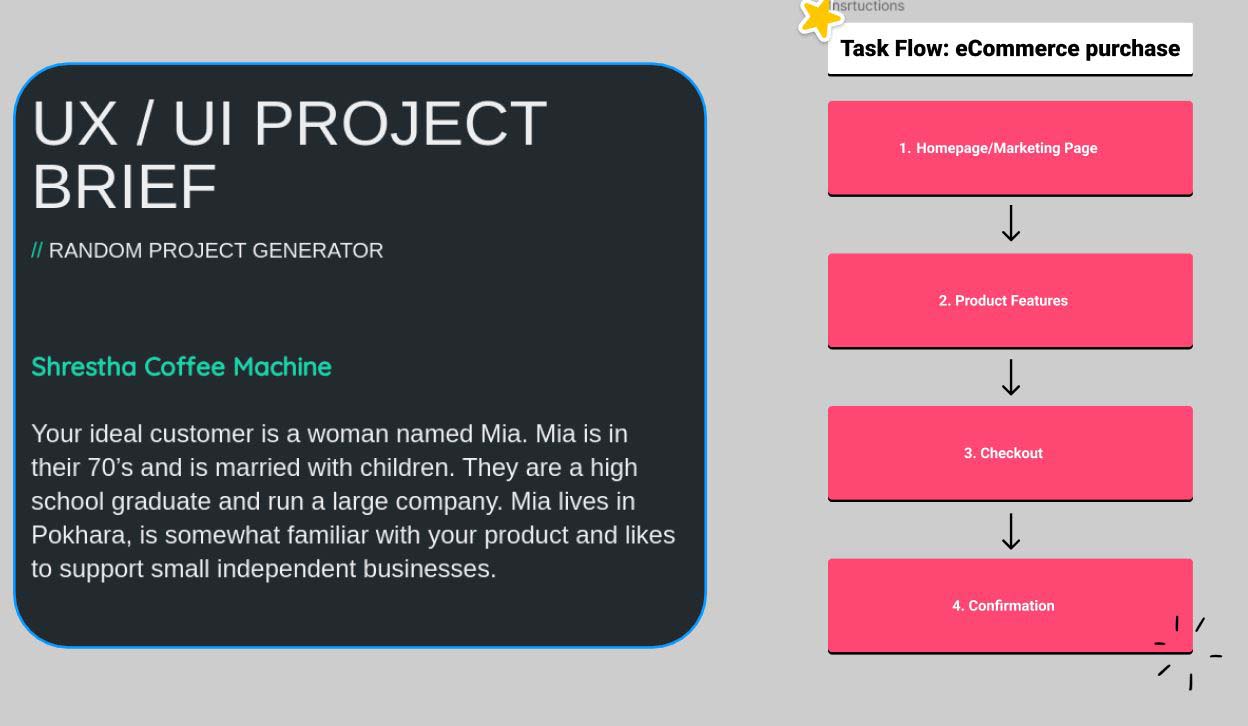 UX / UI PROJECT
BRIEF
// RANDOM PROJECT GENERATOR
Shrestha Coffee Machine
Your ideal customer is a woman named Mia. Mia is in
their 70’s and is married with children. They are a high
school graduate and run a large company. Mia lives in
Pokhara, is somewhat familiar with your product and likes
to support small independent businesses.
Insrtuctions
Task Flow: eCommerce purchase
1. Homepage/Marketing Page
2. Product Features
3. Checkout
4. Confirmation